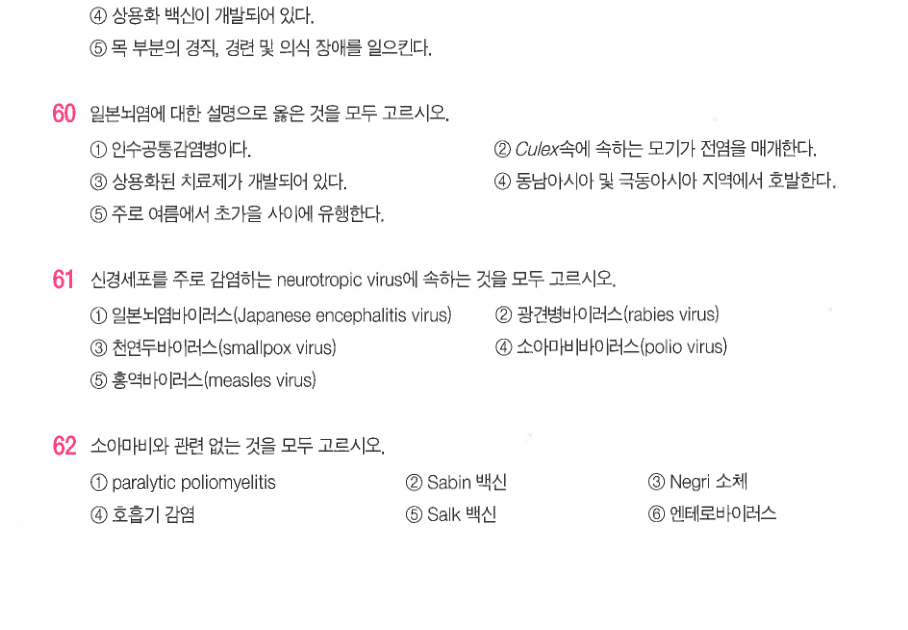 ④ 상용화 백신이 개발되어 있다.
⑤ 목 부분의 경직, 경련 및 의식 장애를 일으킨다.
60 일본뇌염에 대한 설명으로 옳은 것을 모두 고르시오.
① 인수공통감염병이다. ② Culex속에 속하는 모기가 전염을 매개한다.
③ 상용화된 치료제가 개발되어 있다. ④ 동남아시아 및 극동아시아 지역에서 호발한다.
⑤ 주로 여름에서 초가을 사이에 유행한다.
61 신경세포를 주로 감염하는 neurotropic virus에 속하는 것을 모두 고르시오.
① 일본뇌염바이러스(Japanese encephalitis virus) ② 광견병바이러스(rabies virus)
③ 천연두바이러스(smallpox virus) ④ 소아마비바이러스(polio virus)
⑤ 홍역바이러스(measles virus)
62 소아마비와 관련 없는 것을 모두 고르시오.
① paralytic poliomyelitis ② Sabin 백신 ③ Negri 소체
④ 호흡기 감염 ⑤ Salk 백신 ⑥ 엔테로바이러스